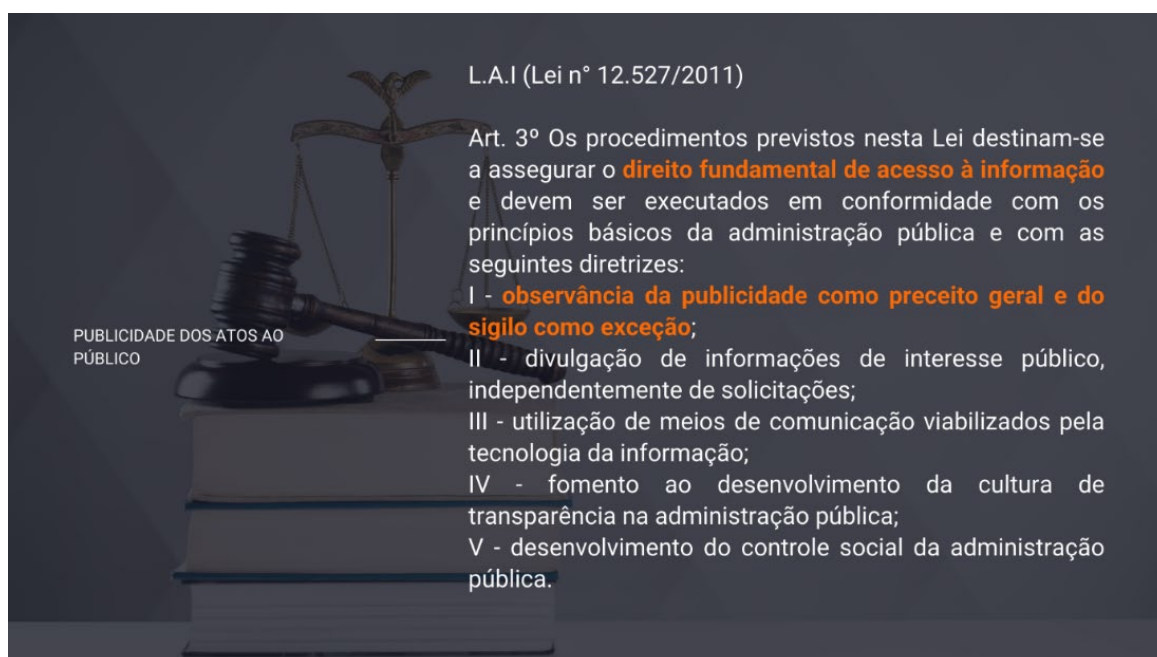 L.A.I (Lei n° 12.527/2011)
Art. 3º Os procedimentos previstos nesta Lei destinam-se
a assegurar o direito fundamental de acesso à informação
e devem ser executados em conformidade com os
princípios básicos da administração pública e com as
seguintes diretrizes:
I - observância da publicidade como preceito geral e do
sigilo como exceção;
II - divulgação de informações de interesse público,
independentemente de solicitações;
III - utilização de meios de comunicação viabilizados pela
tecnologia da informação;
IV - fomento ao desenvolvimento da cultura de
transparência na administração pública;
V - desenvolvimento do controle social da administração
pública.
PUBLICIDADE DOS ATOS AO
PÚBLICO